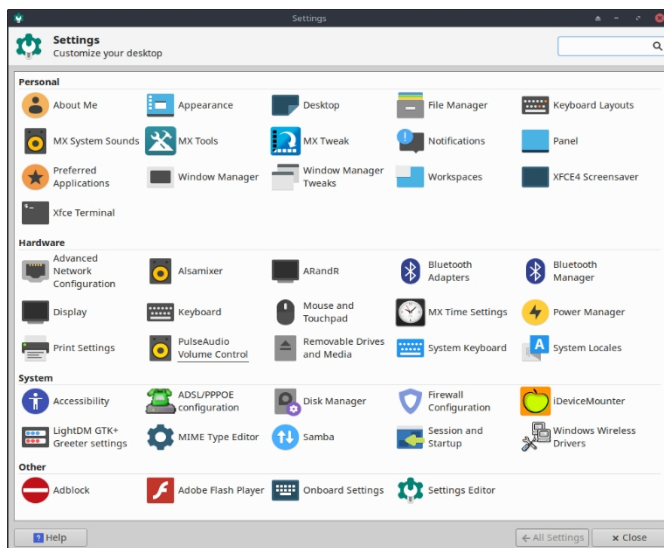 Settings
Settings
Customize your desktop
Personal
About Me
Appearance
Desktop
File Manager
Keyboard Layouts
MX System Sounds
MX Tools
MX Tweak
Notifications
Panel
Preferred
Applications
Window Manager
Window Manager
Tweaks
Workspaces
XFCE4 Screensaver
Xfce Terminal
Hardware
Advanced
Network
Configuration
Alsamixer
ARandR
Bluetooth
Adapters
Bluetooth
Manager
Display
Keyboard
Mouse and
Touchpad
MX Time Settings
Power Manager
Print Settings
PulseAudio
Volume Control
Removable Drives
and Media
System Keyboard
A
System Locales
System
Accessibility
ADSL/PPPOE
configuration
Disk Manager
Firewall
Configuration
iDeviceMounter
LightDM GTK+
Greeter settings
MIME Type Editor
Samba
Session and
Startup
Windows Wireless
Drivers
Other
Adblock
Adobe Flash Player
Onboard Settings
Settings Editor
? Help
← All Settings
× Close